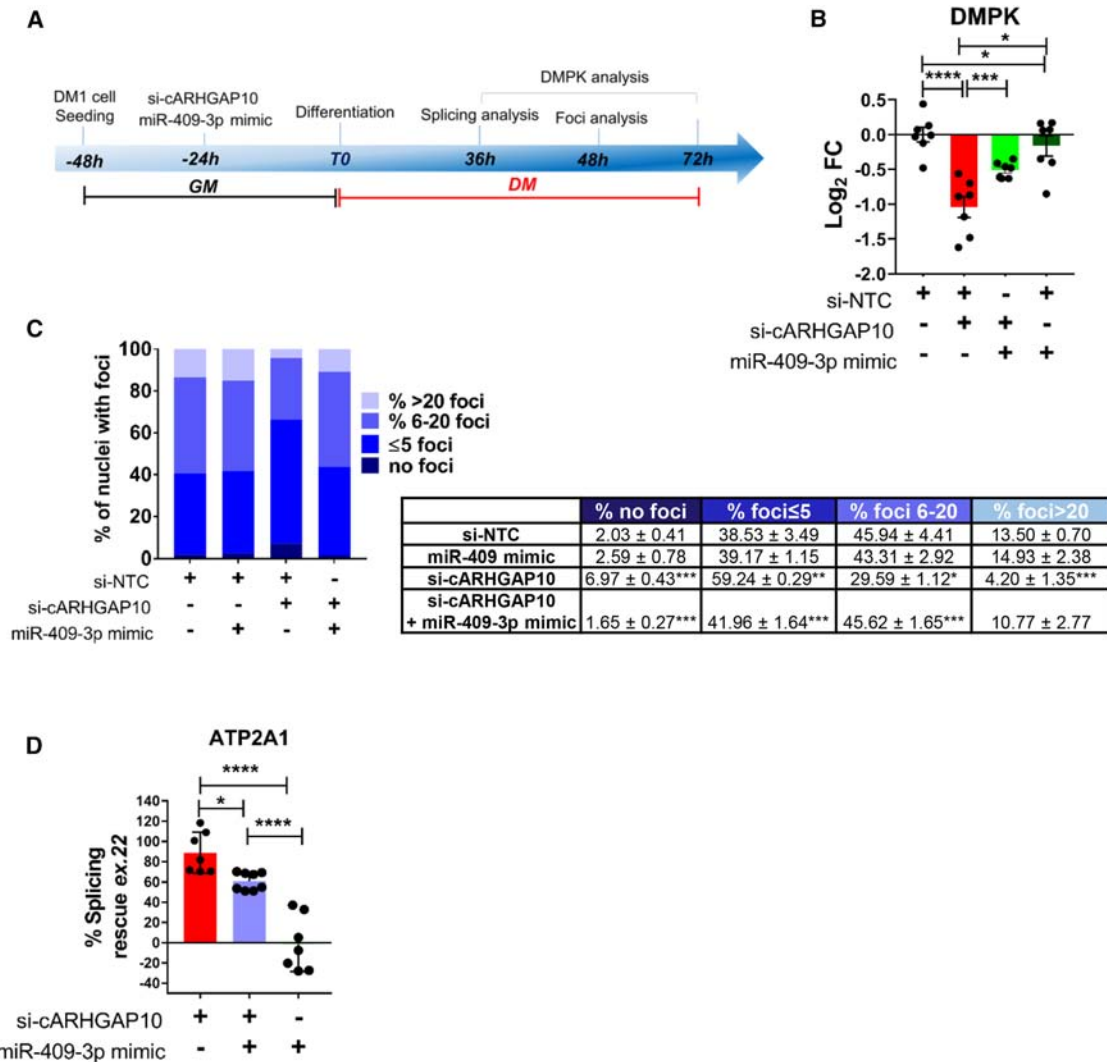 A
DM1 cell
Seeding
si-cARHGAP10
miR-409-3p mimic
Differentiation
Splicing analysis
DMPK analysis
Foci analysis
-48h
-24h
T0
36h
48h
72h
GM
DM
B
DMPK
*
*
****
***
Log2 FC
0.5
0.0
-0.5
-1.0
-1.5
-2.0
si-NTC + + - +
si-cARHGAP10 - + + -
miR-409-3p mimic - - + +
C
% of nuclei with foci
100
80
60
40
20
0
% >20 foci
% 6-20 foci
≤5 foci
no foci
si-NTC + + + -
si-cARHGAP10 - - + +
miR-409-3p mimic - + - +
% no foci % foci≤5 % foci 6-20 % foci>20
si-NTC 2.03 ± 0.41 38.53 ± 3.49 45.94 ± 4.41 13.50 ± 0.70
miR-409 mimic 2.59 ± 0.78 39.17 ± 1.15 43.31 ± 2.92 14.93 ± 2.38
si-cARHGAP10 6.97 ± 0.43*** 59.24 ± 0.29** 29.59 ± 1.12* 4.20 ± 1.35***
si-cARHGAP10
+ miR-409-3p mimic 1.65 ± 0.27*** 41.96 ± 1.64*** 45.62 ± 1.65*** 10.77 ± 2.77
D
ATP2A1
****
*
****
% Splicing
rescue ex.22
140
120
100
80
60
40
20
0
-20
-40
si-cARHGAP10 + + -
miR-409-3p mimic - + +